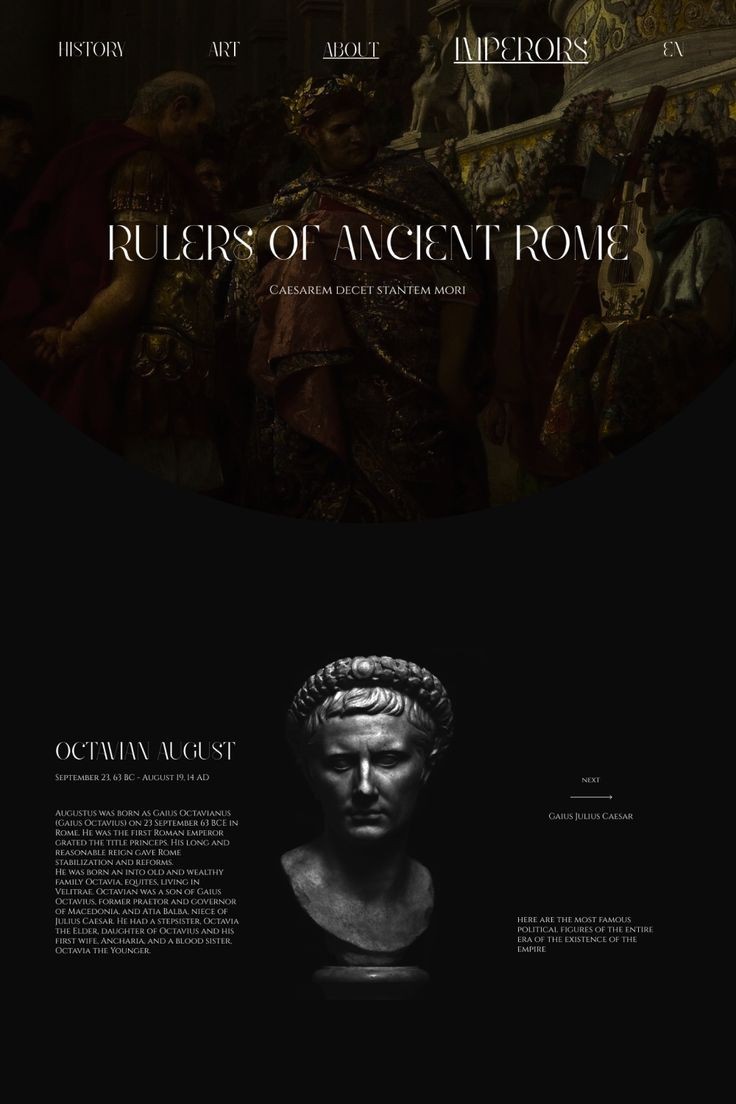 HISTORY ART ABOUT IMPERORS EN
RULERS OF ANCIENT ROME
Caesarem decet stantem mori
OCTAVIAN AUGUST
September 23, 63 BC - August 19, 14 AD
Augustus was born as Gaius Octavianus
(Gaius Octavius) on 23 September 63 BCE in
Rome. He was the first Roman emperor
grated the title princeps. His long and
reasonable reign gave Rome
stabilization and reforms.
He was born an into old and wealthy
family Octavia, equites, living in
Velitrae. Octavian was a son of Gaius
Octavius, former praetor and governor
of Macedonia, and Atia Balba, niece of
Julius Caesar. He had a stepsister, Octavia
the Elder, daughter of Octavius and his
first wife, Ancharia, and a blood sister,
Octavia the Younger.
next
Gaius Julius Caesar
here are the most famous
political figures of the entire
era of the existence of the
empire